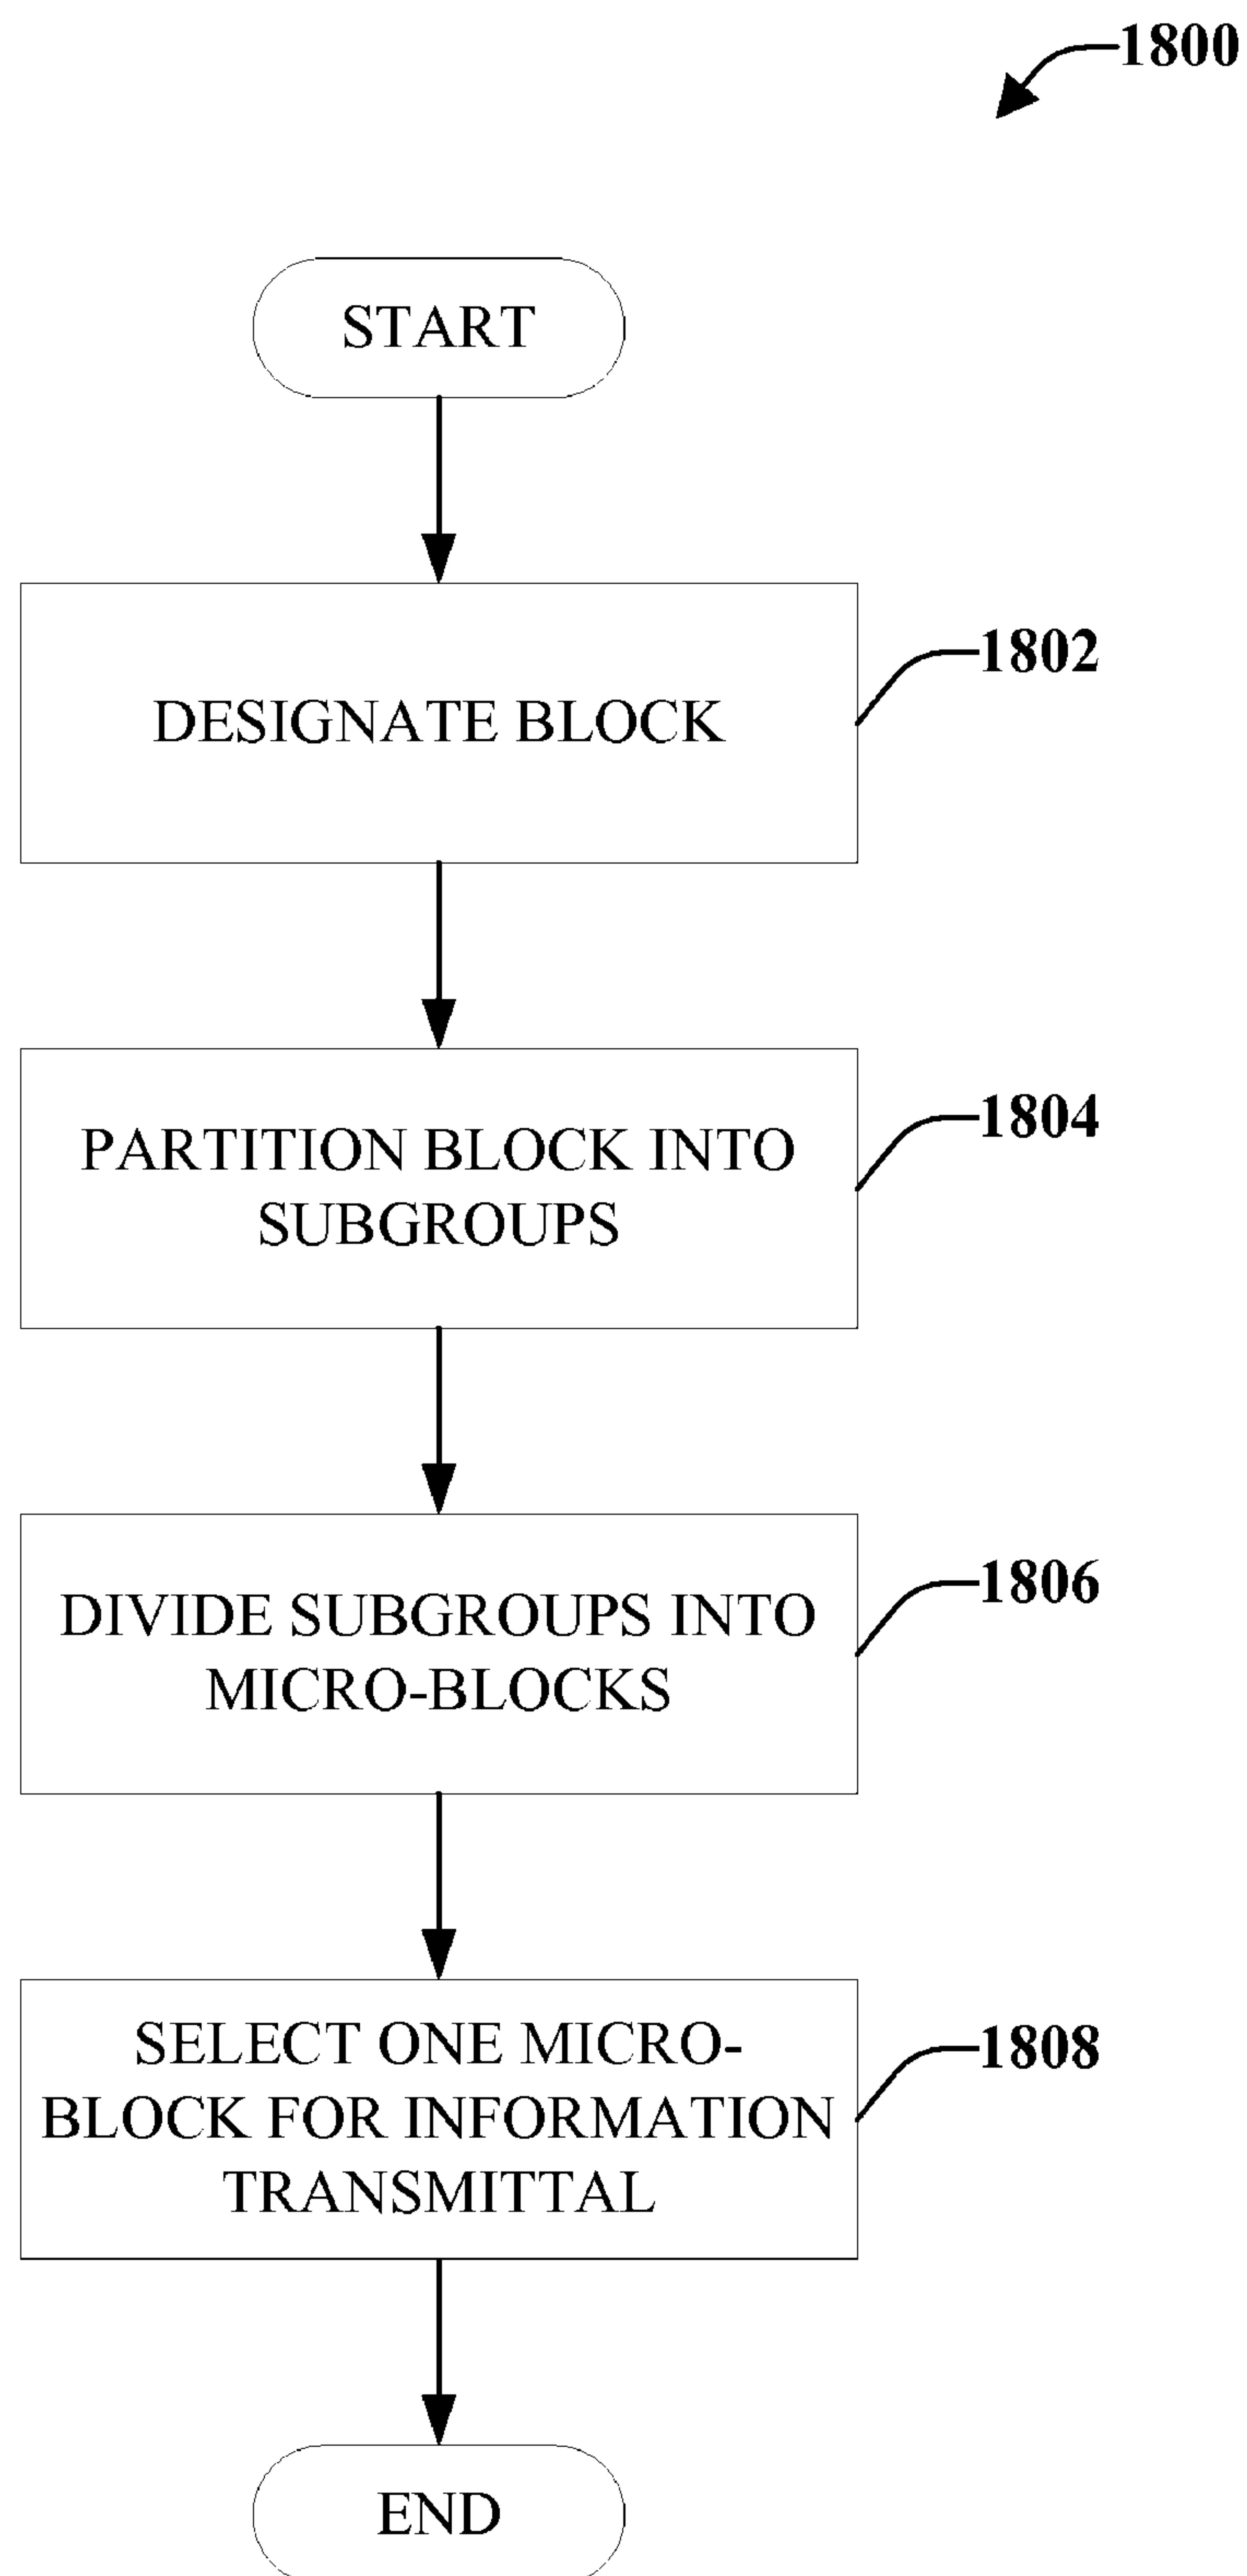 1800
START
DESIGNATE BLOCK
1802
PARTITION BLOCK INTO
SUBGROUPS
1804
DIVIDE SUBGROUPS INTO
MICRO-BLOCKS
1806
SELECT ONE MICRO-
BLOCK FOR INFORMATION
TRANSMITTAL
1808
END